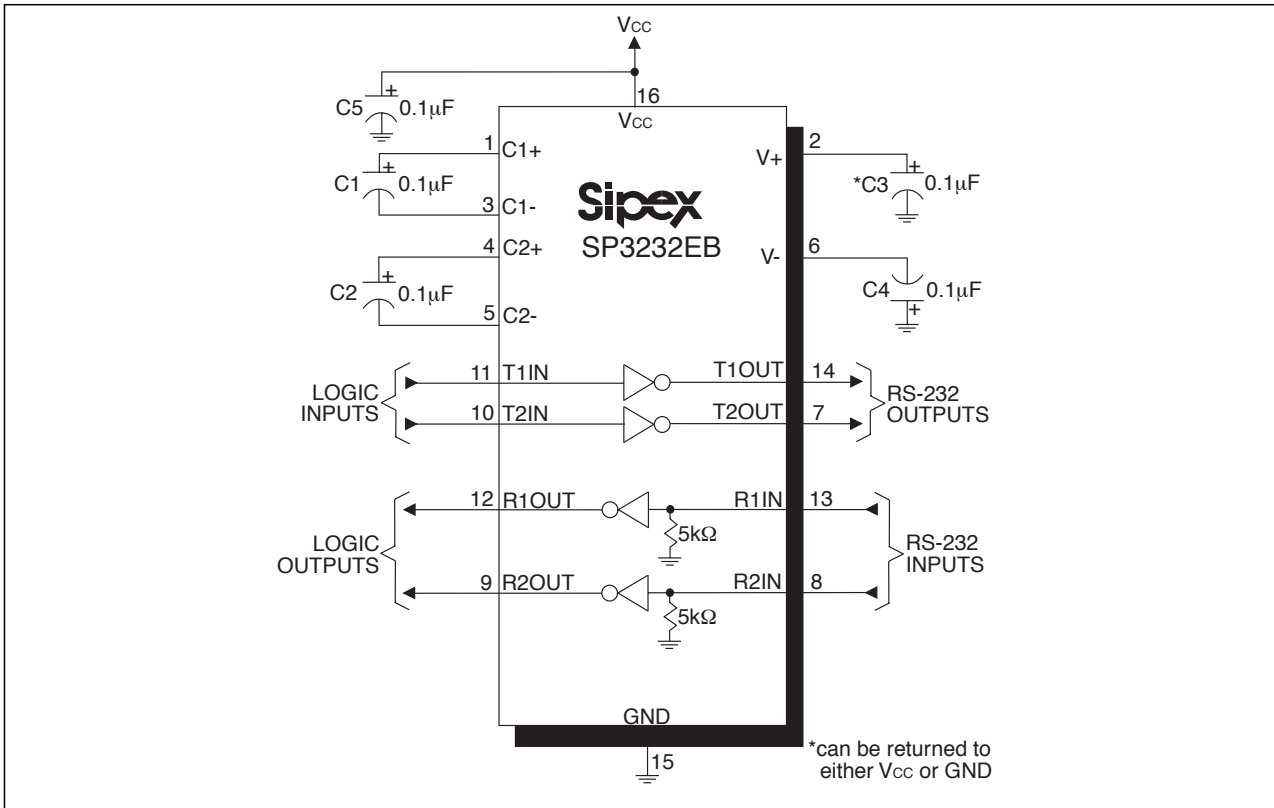 VCC
16
VCC
C5
+
0.1µF
1
C1+
C1
+
0.1µF
3
C1-
4
C2+
C2
+
0.1µF
5
C2-
V+
2
*C3
+
0.1µF
V-
6
C4
0.1µF
+
Sipex
SP3232EB
LOGIC
INPUTS
11
T1IN
T1OUT
14
10
T2IN
T2OUT
7
RS-232
OUTPUTS
LOGIC
OUTPUTS
12
R1OUT
R1IN
13
5kΩ
9
R2OUT
R2IN
8
5kΩ
RS-232
INPUTS
GND
15
*can be returned to
either VCC or GND